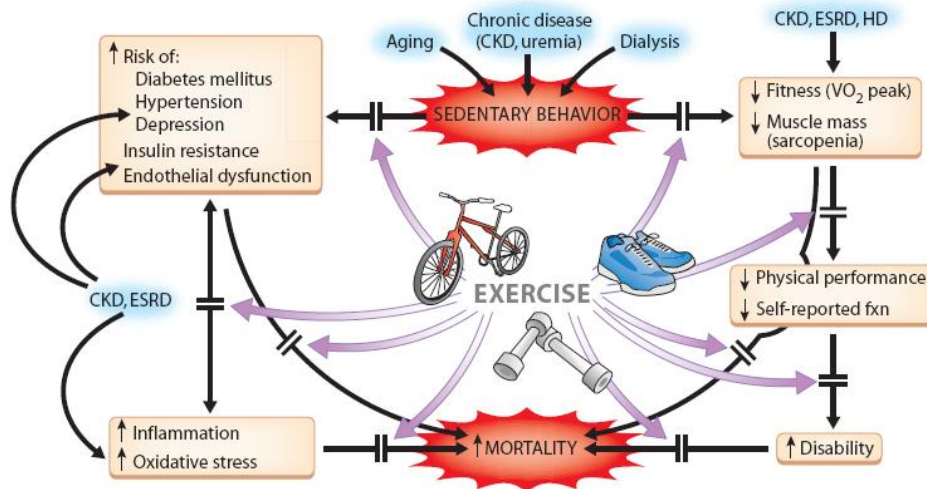 Aging
Chronic disease
(CKD, uremia)
Dialysis
CKD, ESRD, HD
↑ Risk of:
Diabetes mellitus
Hypertension
Depression
Insulin resistance
Endothelial dysfunction
SEDENTARY BEHAVIOR
↓ Fitness (VO₂ peak)
↓ Muscle mass
(sarcopenia)
CKD, ESRD
EXERCISE
↓ Physical performance
↓ Self-reported fxn
↑ Inflammation
↑ Oxidative stress
↑ MORTALITY
↑ Disability